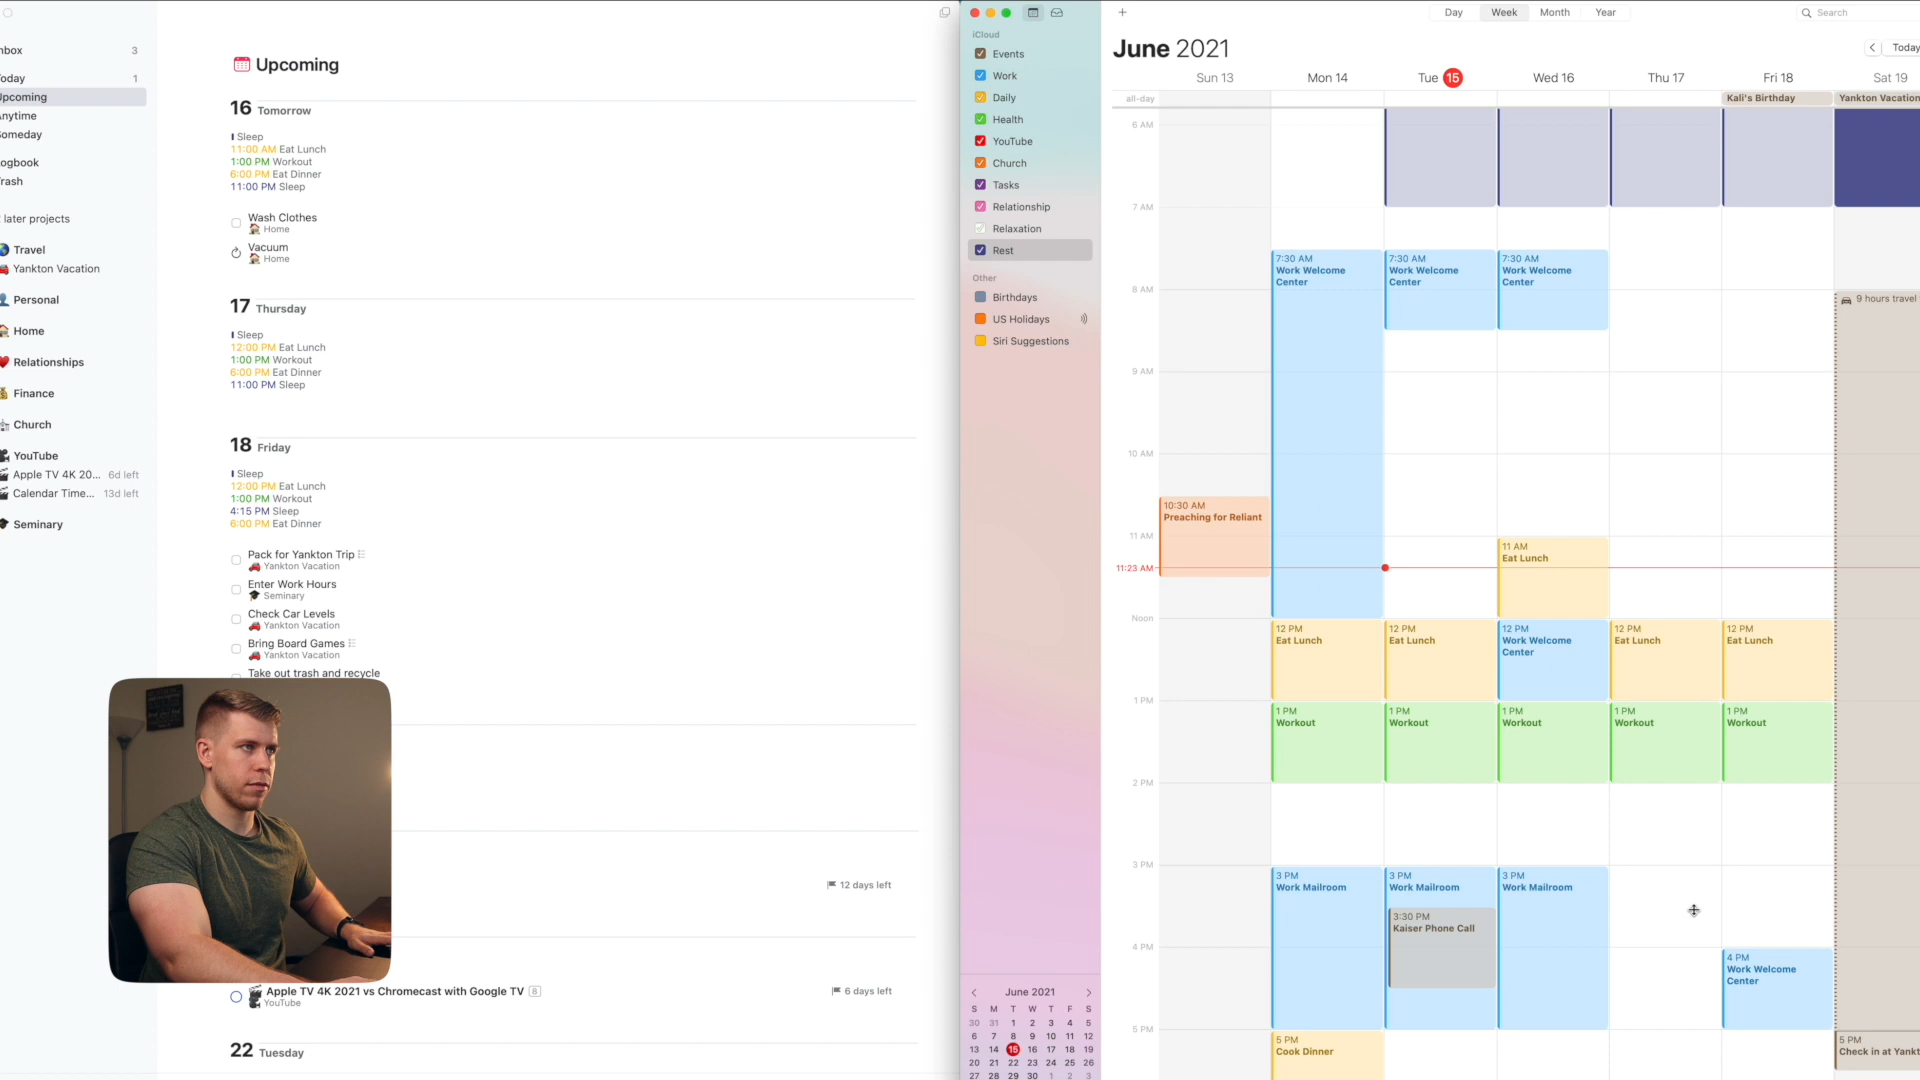 nbox 3
oday 1
Upcoming
nytime
omeday
ogbook
rash
later projects
Travel
Yankton Vacation
Personal
Home
Relationships
Finance
Church
YouTube
Apple TV 4K 20... 6d left
Calendar Time... 13d left
Seminary
Upcoming
16 Tomorrow
Sleep
11:00 AM Eat Lunch
1:00 PM Workout
6:00 PM Eat Dinner
11:00 PM Sleep
Wash Clothes
Home
Vacuum
Home
17 Thursday
Sleep
12:00 PM Eat Lunch
1:00 PM Workout
6:00 PM Eat Dinner
11:00 PM Sleep
18 Friday
Sleep
12:00 PM Eat Lunch
1:00 PM Workout
4:15 PM Sleep
6:00 PM Eat Dinner
Pack for Yankton Trip
Yankton Vacation
Enter Work Hours
Seminary
Check Car Levels
Yankton Vacation
Bring Board Games
Yankton Vacation
Take out trash and recycle
12 days left
Apple TV 4K 2021 vs Chromecast with Google TV 8
YouTube
6 days left
22 Tuesday
iCloud
Events
Work
Daily
Health
YouTube
Church
Tasks
Relationship
Relaxation
Rest
Other
Birthdays
US Holidays
Siri Suggestions
June 2021
S M T W T F S
30 31 1 2 3 4 5
6 7 8 9 10 11 12
13 14 15 16 17 18 19
20 21 22 23 24 25 26
27 28 29 30 1 2 3
Day Week Month Year
Search
June 2021
Today
Sun 13 Mon 14 Tue 15 Wed 16 Thu 17 Fri 18 Sat 19
all-day
Kali's Birthday
Yankton Vacation
6 AM
7 AM
8 AM
9 AM
10 AM
11 AM
11:23 AM
Noon
1 PM
2 PM
3 PM
4 PM
5 PM
10:30 AM
Preaching for Reliant
7:30 AM
Work Welcome
Center
12 PM
Eat Lunch
1 PM
Workout
3 PM
Work Mailroom
5 PM
Cook Dinner
7:30 AM
Work Welcome
Center
12 PM
Eat Lunch
1 PM
Workout
3 PM
Work Mailroom
3:30 PM
Kaiser Phone Call
7:30 AM
Work Welcome
Center
11 AM
Eat Lunch
12 PM
Work Welcome
Center
1 PM
Workout
3 PM
Work Mailroom
12 PM
Eat Lunch
1 PM
Workout
12 PM
Eat Lunch
1 PM
Workout
4 PM
Work Welcome
Center
9 hours travel
5 PM
Check in at Yankt